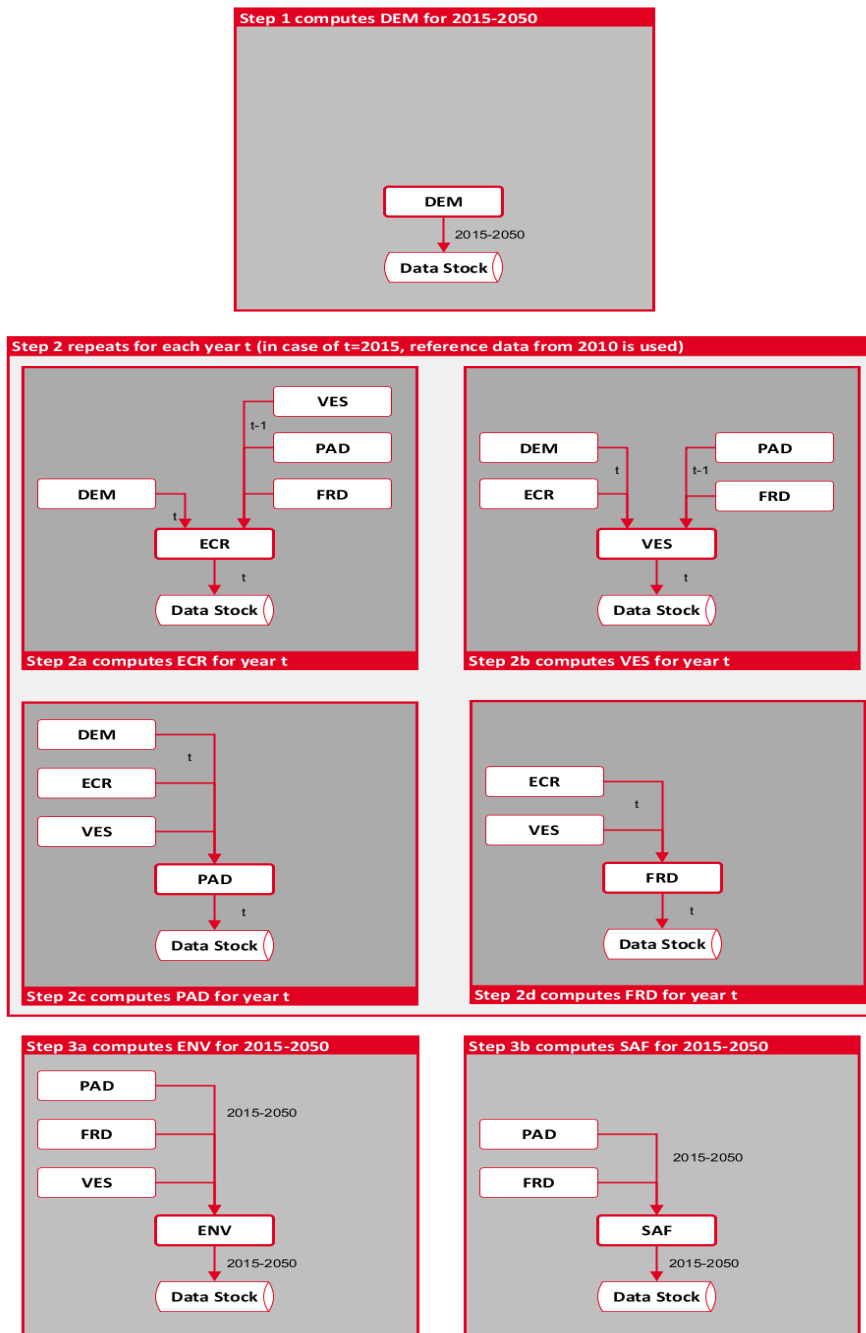 Step 1 computes DEM for 2015-2050
DEM
2015-2050
Data Stock
Step 2 repeats for each year t (in case of t=2015, reference data from 2010 is used)
VES
t-1
PAD
DEM
FRD
t
ECR
t
Data Stock
Step 2a computes ECR for year t
DEM
PAD
t
t-1
ECR
FRD
VES
t
Data Stock
Step 2b computes VES for year t
DEM
t
ECR
VES
PAD
t
Data Stock
Step 2c computes PAD for year t
ECR
t
VES
FRD
t
Data Stock
Step 2d computes FRD for year t
Step 3a computes ENV for 2015-2050
PAD
2015-2050
FRD
VES
ENV
2015-2050
Data Stock
Step 3b computes SAF for 2015-2050
PAD
2015-2050
FRD
SAF
2015-2050
Data Stock